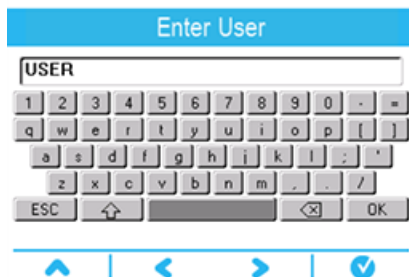 Enter User
USER
1 2 3 4 5 6 7 8 9 0 - =
q w e r t y u i o p [ ]
a s d f g h j k l ; '
z x c v b n m , . /
ESC OK